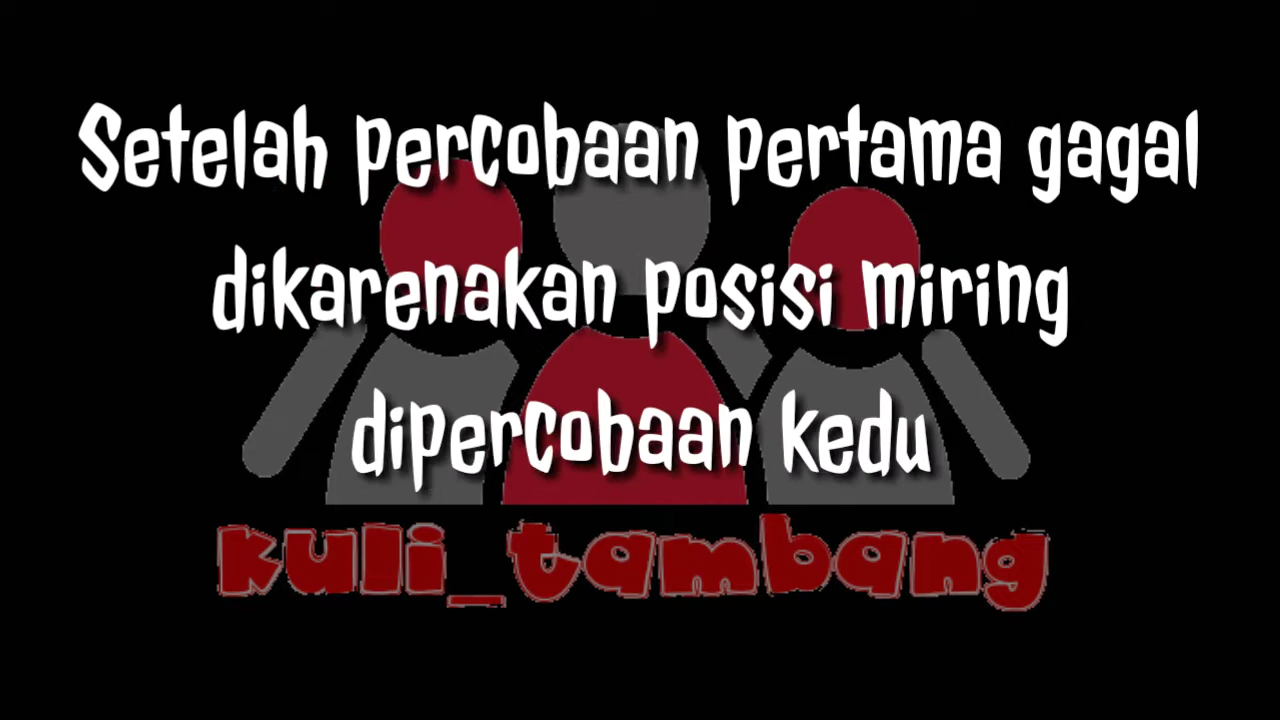 Setelah percobaan pertama gagal
dikarenakan posisi miring
dipercobaan kedu
kuli_tambang